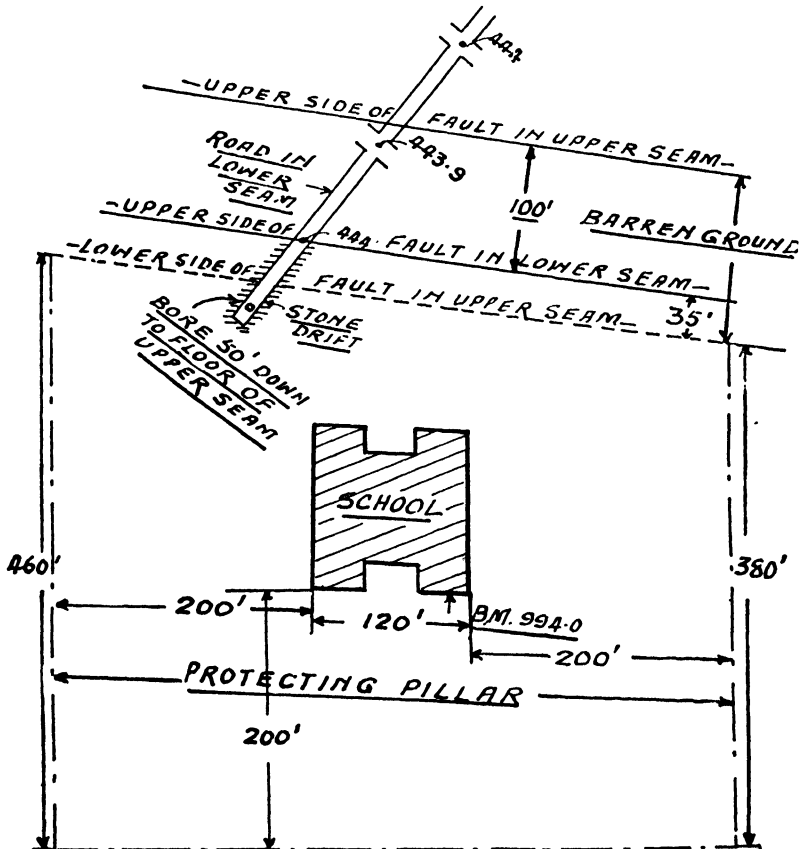 447
-UPPER SIDE OF FAULT IN UPPER SEAM-
443.9
ROAD IN
LOWER
SEAM
100'
BARREN GROUND
-UPPER SIDE OF 444. FAULT IN LOWER SEAM-
-LOWER SIDE OF FAULT IN UPPER SEAM-
35'
STONE
DRIFT
BORE 50' DOWN
TO FLOOR OF
UPPER SEAM
SCHOOL
460'
380'
200'
120'
B.M. 994.0
200'
PROTECTING PILLAR
200'